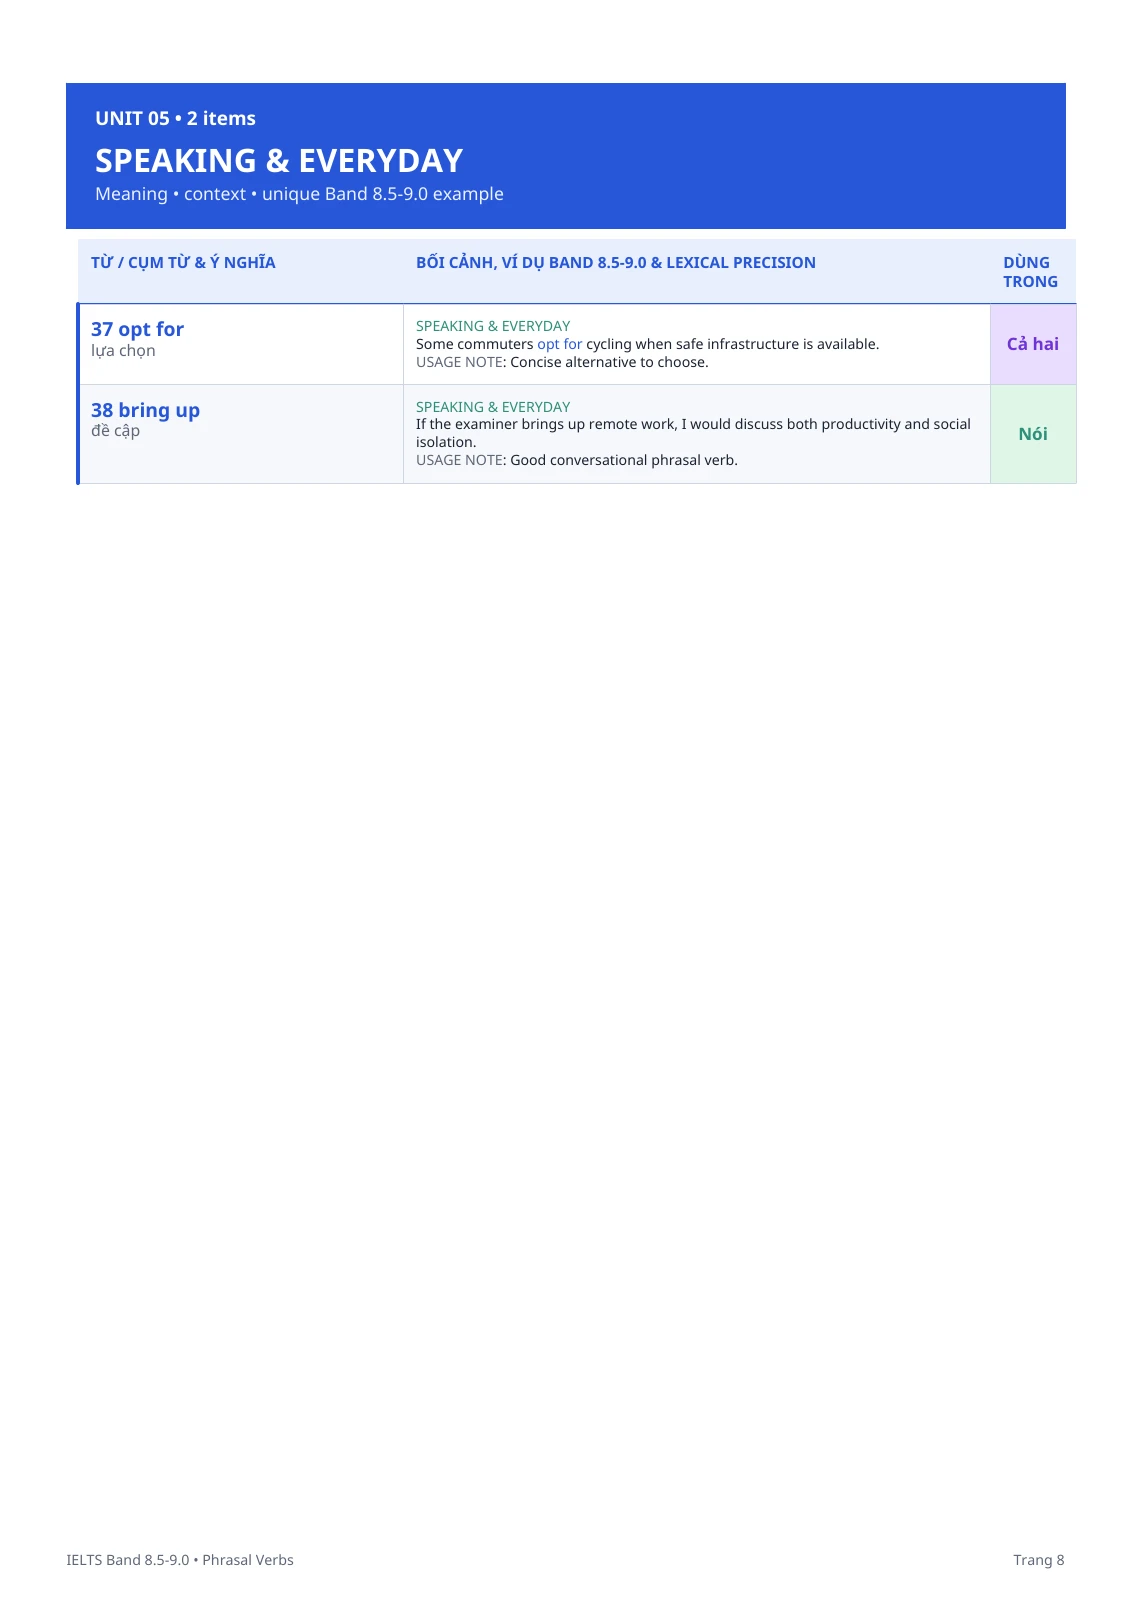 UNIT 05 • 2 items
SPEAKING & EVERYDAY
Meaning • context • unique Band 8.5-9.0 example
TỪ / CỤM TỪ & Ý NGHĨA
BỐI CẢNH, VÍ DỤ BAND 8.5-9.0 & LEXICAL PRECISION
DÙNG
TRONG
37 opt for
lựa chọn
SPEAKING & EVERYDAY
Some commuters opt for cycling when safe infrastructure is available.
USAGE NOTE: Concise alternative to choose.
Cả hai
38 bring up
đề cập
SPEAKING & EVERYDAY
If the examiner brings up remote work, I would discuss both productivity and social
isolation.
USAGE NOTE: Good conversational phrasal verb.
Nói
IELTS Band 8.5-9.0 • Phrasal Verbs
Trang 8